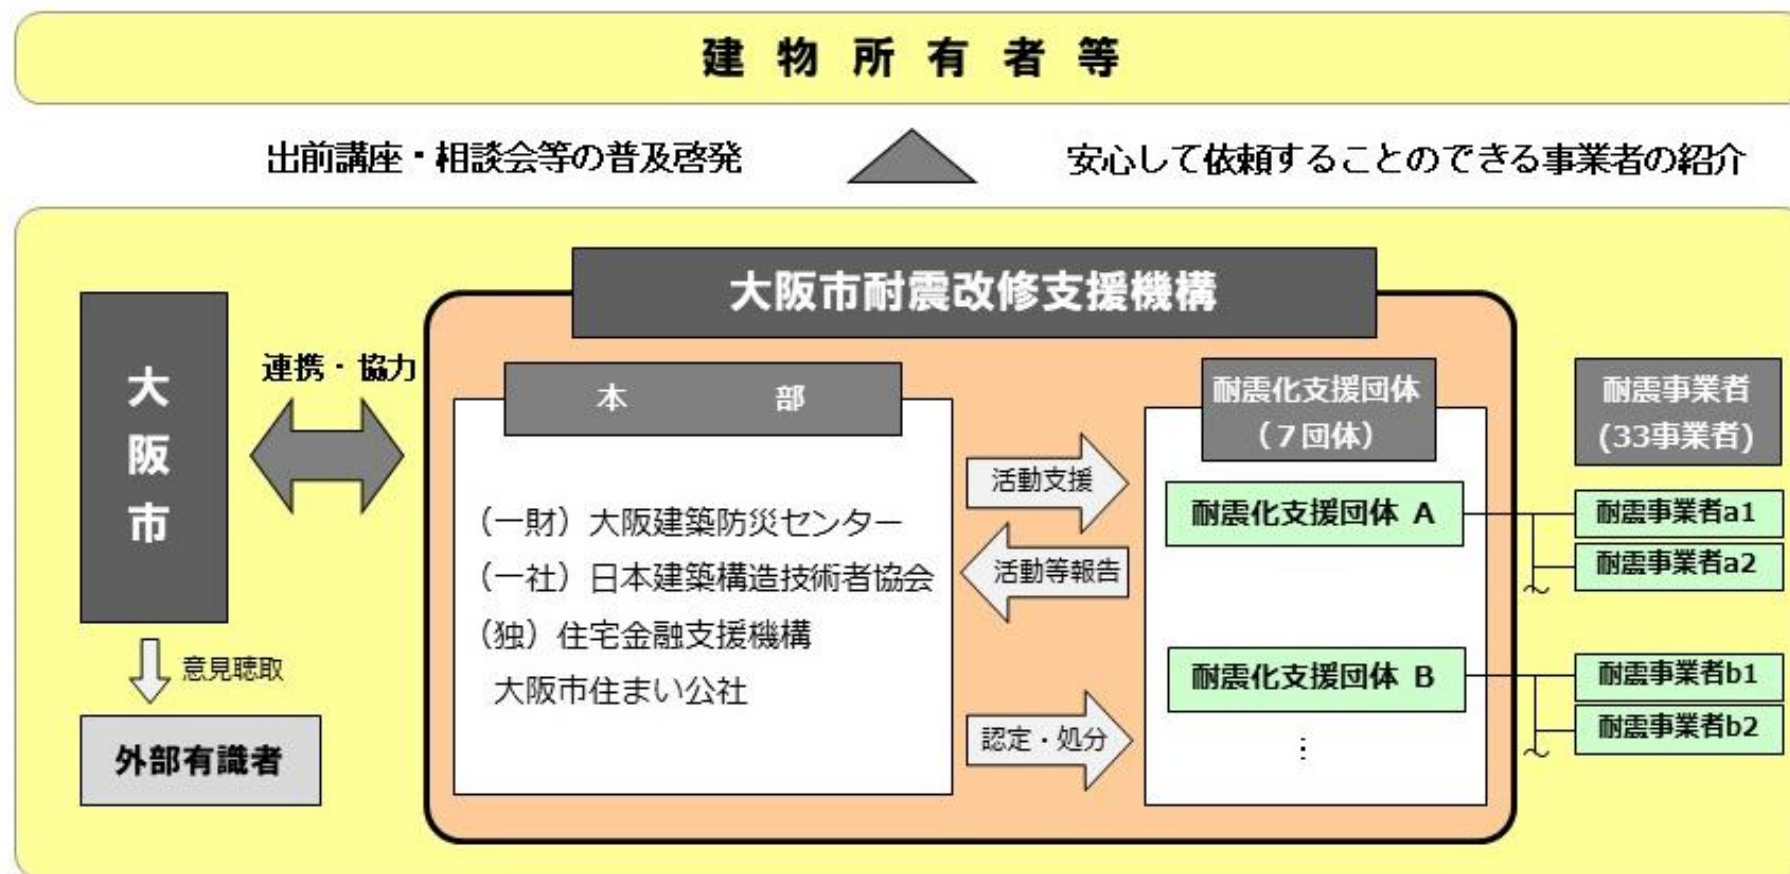 建物所有者等
出前講座・相談会等の普及啓発
安心して依頼することのできる事業者の紹介
大阪市耐震改修支援機構
大阪市
連携・協力
意見聴取
外部有識者
本部
(一財)大阪建築防災センター
(一社)日本建築構造技術者協会
(独)住宅金融支援機構
大阪市住まい公社
活動支援
活動等報告
認定・処分
耐震化支援団体
(7団体)
耐震化支援団体 A
耐震化支援団体 B
⋮
耐震事業者
(33事業者)
耐震事業者a1
耐震事業者a2
耐震事業者b1
耐震事業者b2